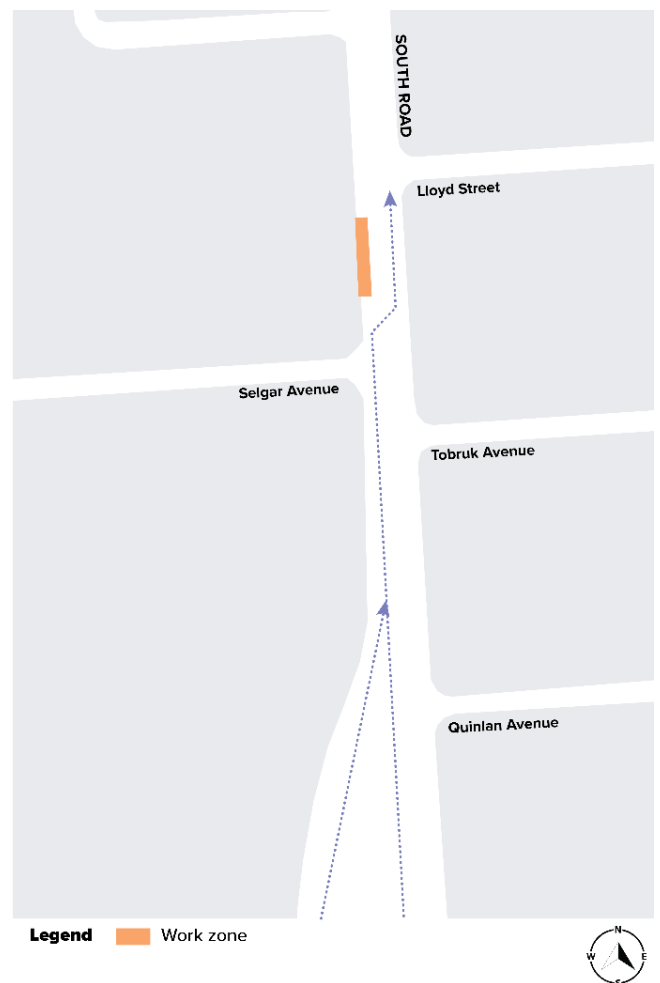 SOUTH ROAD
Lloyd Street
Selgar Avenue
Tobruk Avenue
Quinlan Avenue
Legend
Work zone
N
W
E
S